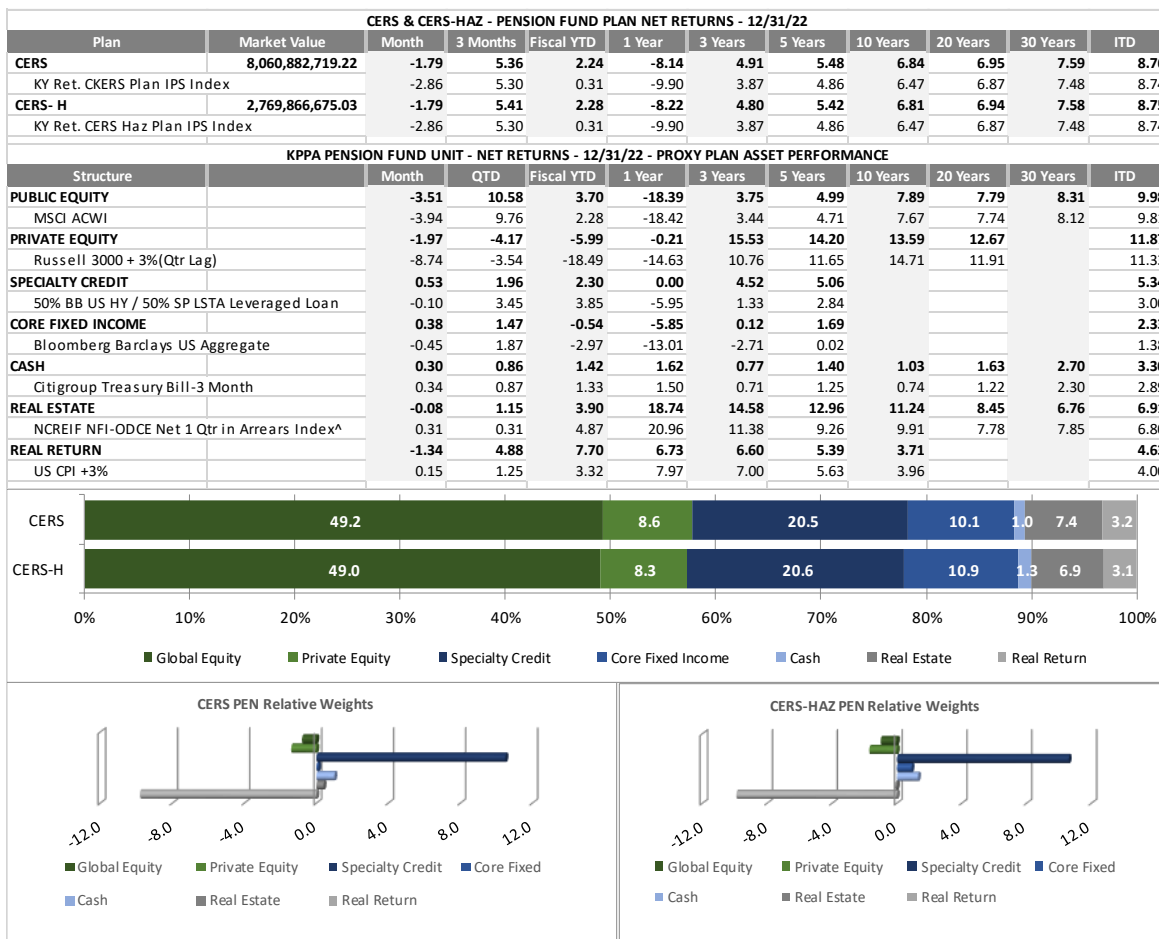 CERS & CERS-HAZ - PENSION FUND PLAN NET RETURNS - 12/31/22
Plan Market Value Month 3 Months Fiscal YTD 1 Year 3 Years 5 Years 10 Years 20 Years 30 Years ITD
CERS 8,060,882,719.22 -1.79 5.36 2.24 -8.14 4.91 5.48 6.84 6.95 7.59
KY Ret. CKERS Plan IPS Index -2.86 5.30 0.31 -9.90 3.87 4.86 6.47 6.87 7.48
CERS- H 2,769,866,675.03 -1.79 5.41 2.28 -8.22 4.80 5.42 6.81 6.94 7.58
KY Ret. CERS Haz Plan IPS Index -2.86 5.30 0.31 -9.90 3.87 4.86 6.47 6.87 7.48
KPPA PENSION FUND UNIT - NET RETURNS - 12/31/22 - PROXY PLAN ASSET PERFORMANCE
Structure Month QTD Fiscal YTD 1 Year 3 Years 5 Years 10 Years 20 Years 30 Years ITD
PUBLIC EQUITY -3.51 10.58 3.70 -18.39 3.75 4.99 7.89 7.79 8.31
MSCI ACWI -3.94 9.76 2.28 -18.42 3.44 4.71 7.67 7.74 8.12
PRIVATE EQUITY -1.97 -4.17 -5.99 -0.21 15.53 14.20 13.59 12.67
Russell 3000 + 3%(Qtr Lag) -8.74 -3.54 -18.49 -14.63 10.76 11.65 14.71 11.91
SPECIALTY CREDIT 0.53 1.96 2.30 0.00 4.52 5.06
50% BB US HY / 50% SP LSTA Leveraged Loan -0.10 3.45 3.85 -5.95 1.33 2.84
CORE FIXED INCOME 0.38 1.47 -0.54 -5.85 0.12 1.69
Bloomberg Barclays US Aggregate -0.45 1.87 -2.97 -13.01 -2.71 0.02
CASH 0.30 0.86 1.42 1.62 0.77 1.40 1.03 1.63 2.70
Citigroup Treasury Bill-3 Month 0.34 0.87 1.33 1.50 0.71 1.25 0.74 1.22 2.30
REAL ESTATE -0.08 1.15 3.90 18.74 14.58 12.96 11.24 8.45 6.76
NCREIF NFI-ODCE Net 1 Qtr in Arrears Index^ 0.31 0.31 4.87 20.96 11.38 9.26 9.91 7.78 7.85
REAL RETURN -1.34 4.88 7.70 6.73 6.60 5.39 3.71
US CPI +3% 0.15 1.25 3.32 7.97 7.00 5.63 3.96
CERS 49.2 8.6 20.5 10.1 1.0 7.4 3.2
CERS-H 49.0 8.3 20.6 10.9 1.3 6.9 3.1
0% 10% 20% 30% 40% 50% 60% 70% 80% 90% 100%
Global Equity Private Equity Specialty Credit Core Fixed Income Cash Real Estate Real Return
CERS PEN Relative Weights
-12.0 -8.0 -4.0 0.0 4.0 8.0 12.0
Global Equity Private Equity Specialty Credit Core Fixed
Cash Real Estate Real Return
CERS-HAZ PEN Relative Weights
-12.0 -8.0 -4.0 0.0 4.0 8.0 12.0
Global Equity Private Equity Specialty Credit Core Fixed
Cash Real Estate Real Return